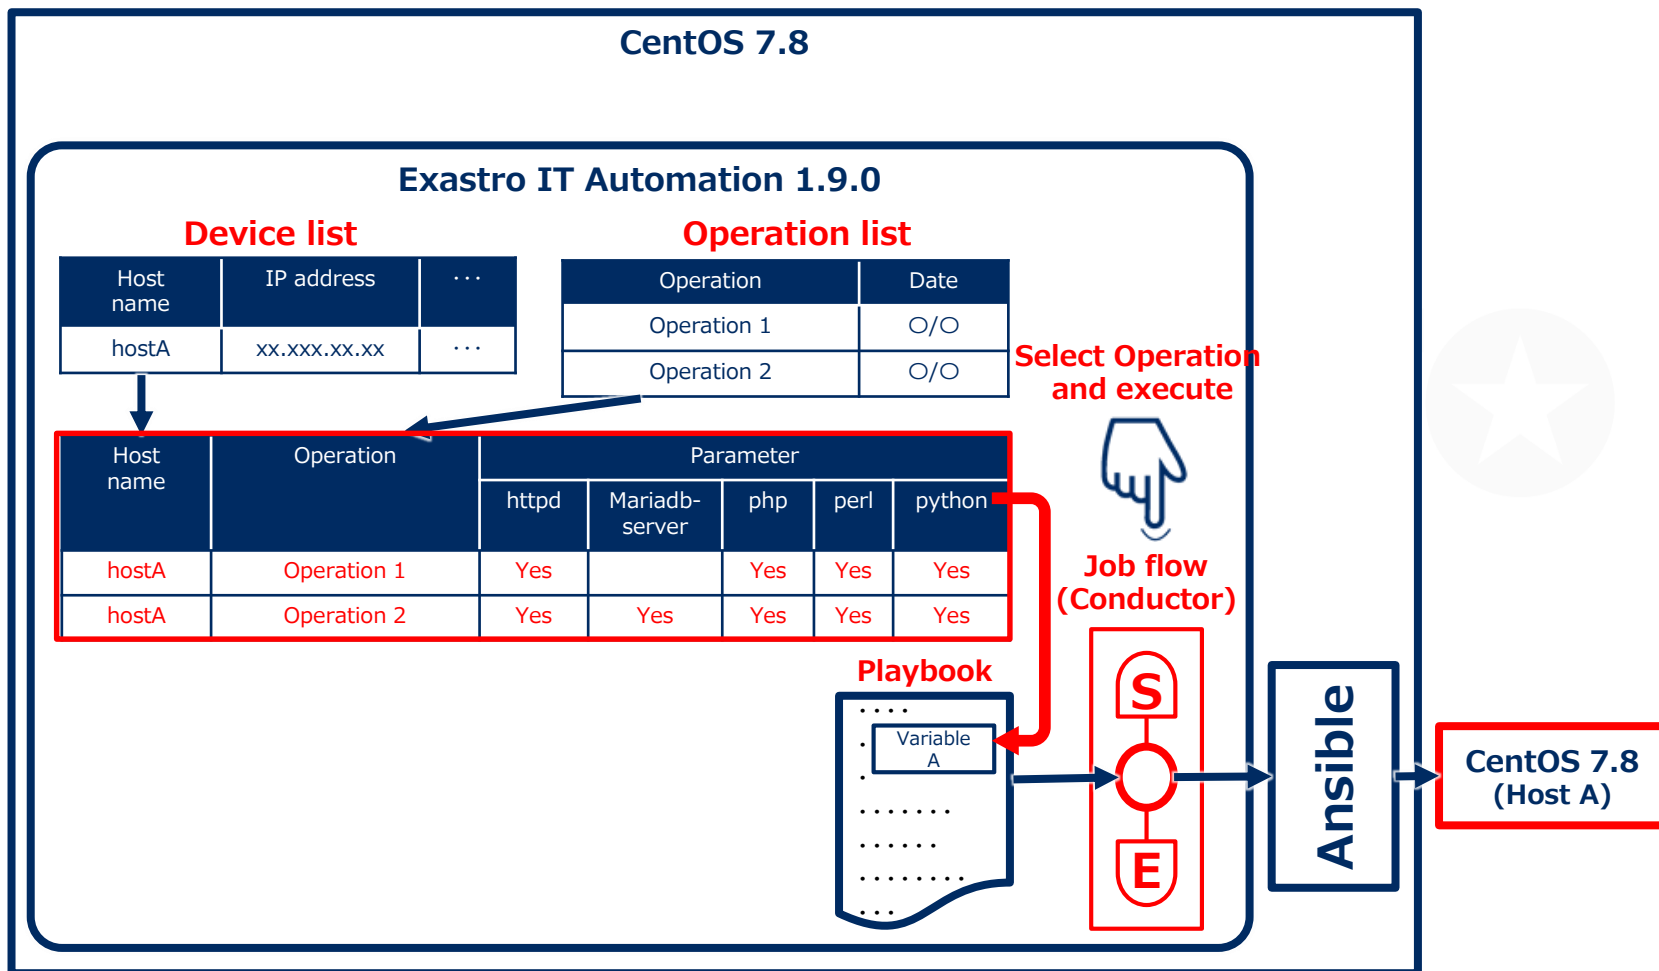 CentOS 7.8
Exastro IT Automation 1.9.0
Device list
Host
name
IP address
···
hostA
xx.xxx.xx.xx
···
Operation list
Operation
Date
Operation 1
○/○
Operation 2
○/○
Select Operation
and execute
Host
name
Operation
Parameter
httpd
Mariadb-
server
php
perl
python
hostA
Operation 1
Yes
Yes
Yes
Yes
hostA
Operation 2
Yes
Yes
Yes
Yes
Yes
Job flow
(Conductor)
S
E
Playbook
····
·
Variable
A
·
·······
······
········
···
Ansible
CentOS 7.8
(Host A)